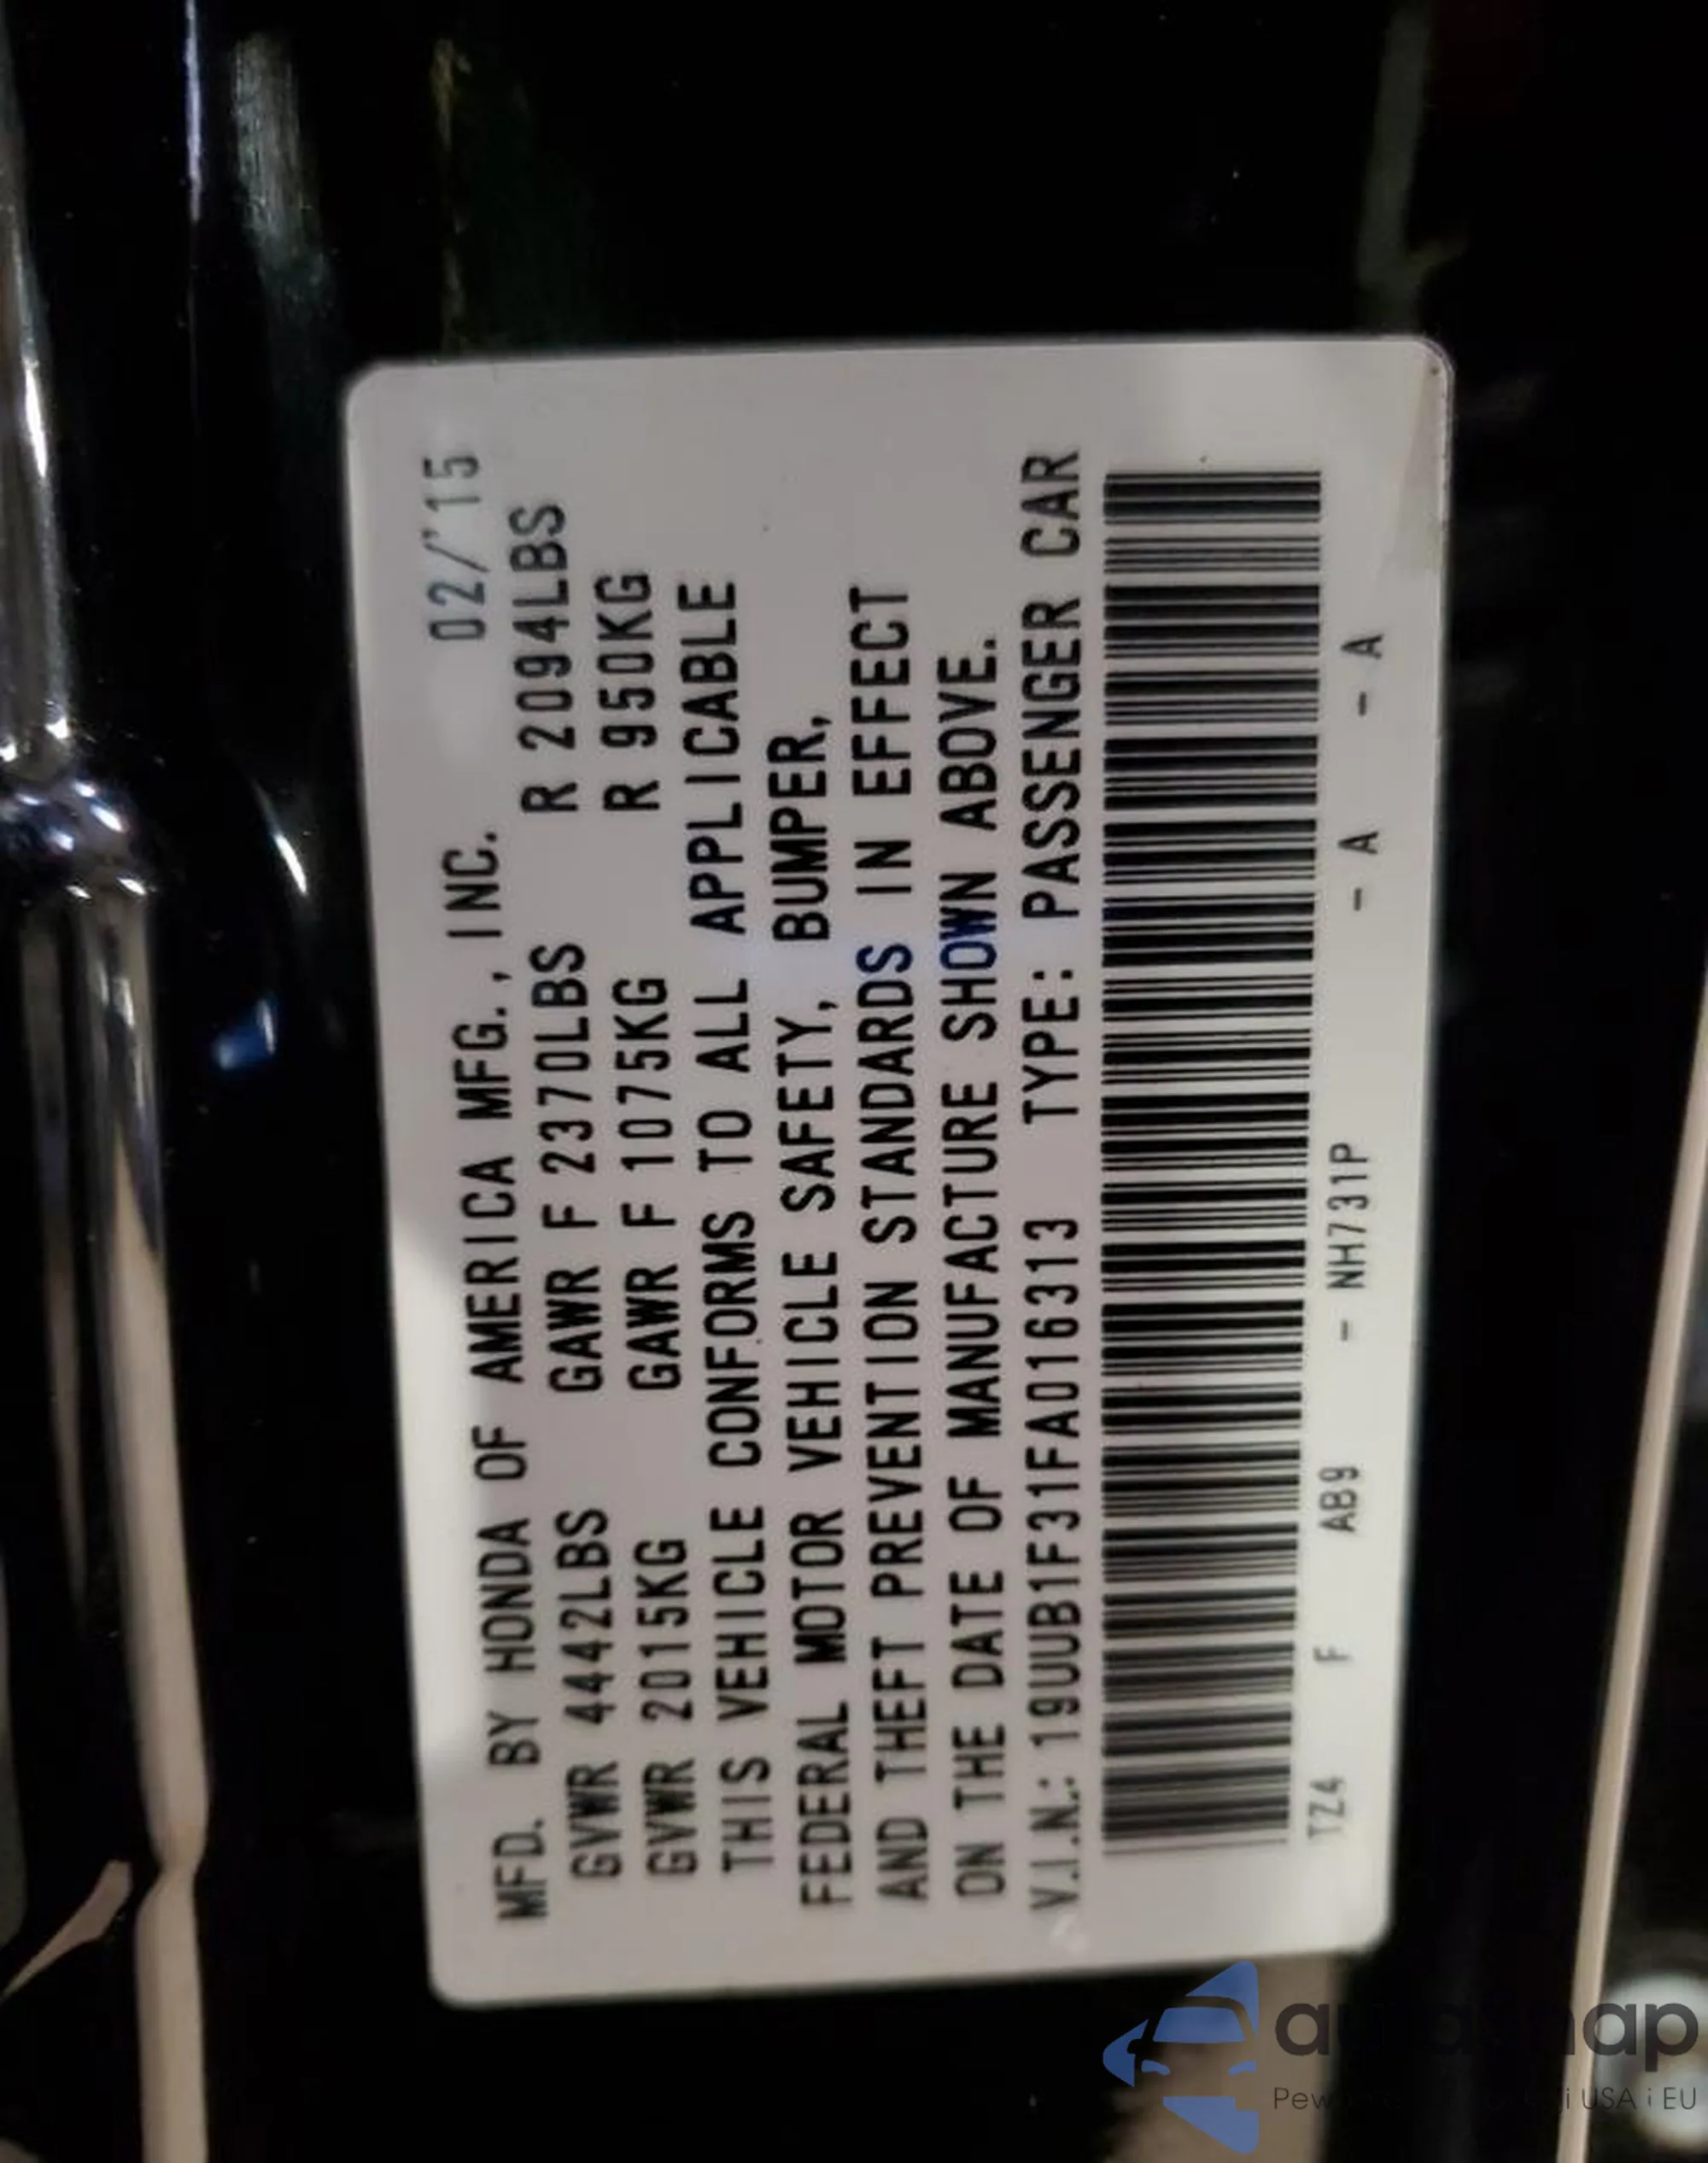 MFD. BY HONDA OF AMERICA MFG., INC. 02/'15
GVWR 4442LBS GAWR F 2370LBS R 2094LBS
GVWR 2015KG GAWR F 1075KG R 950KG
THIS VEHICLE CONFORMS TO ALL APPLICABLE
FEDERAL MOTOR VEHICLE SAFETY, BUMPER,
AND THEFT PREVENTION STANDARDS IN EFFECT
ON THE DATE OF MANUFACTURE SHOWN ABOVE.
V.I.N.: 19UUB1F31FA016313 TYPE: PASSENGER CAR
TZ4 F AB9 - NH731P - A - A
USA i EU